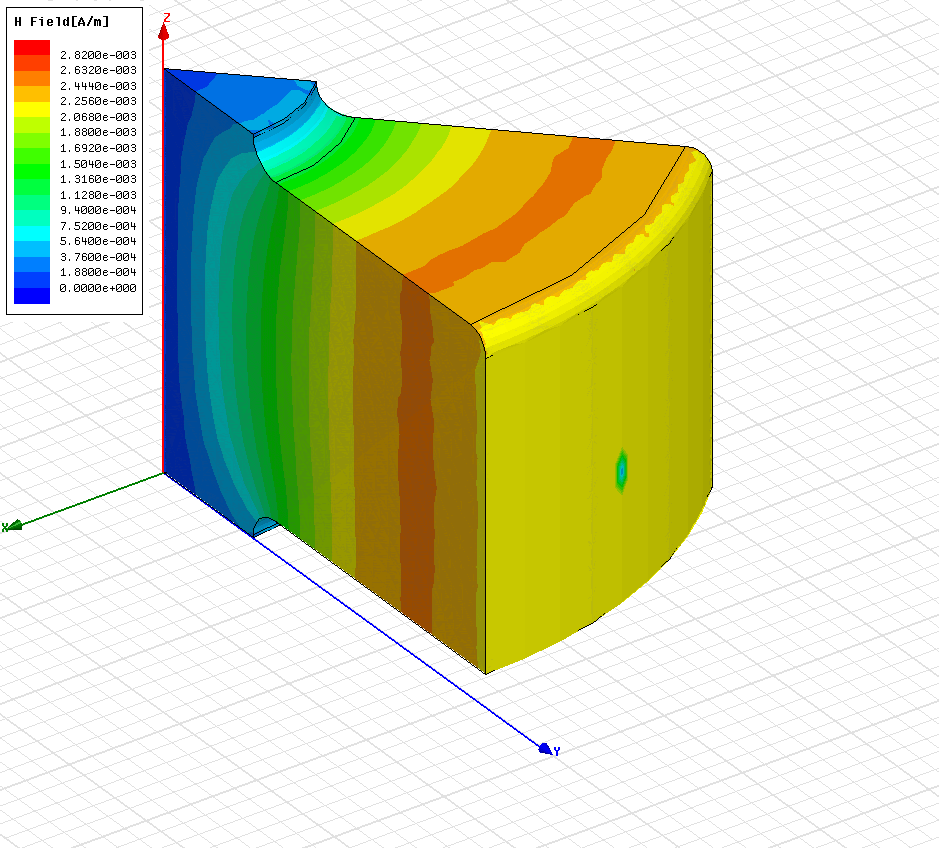 H Field[A/m]
2.8200e-003
2.6320e-003
2.4440e-003
2.2560e-003
2.0680e-003
1.8800e-003
1.6920e-003
1.5040e-003
1.3160e-003
1.1280e-003
9.4000e-004
7.5200e-004
5.6400e-004
3.7600e-004
1.8800e-004
0.0000e+000
Z
X
Y